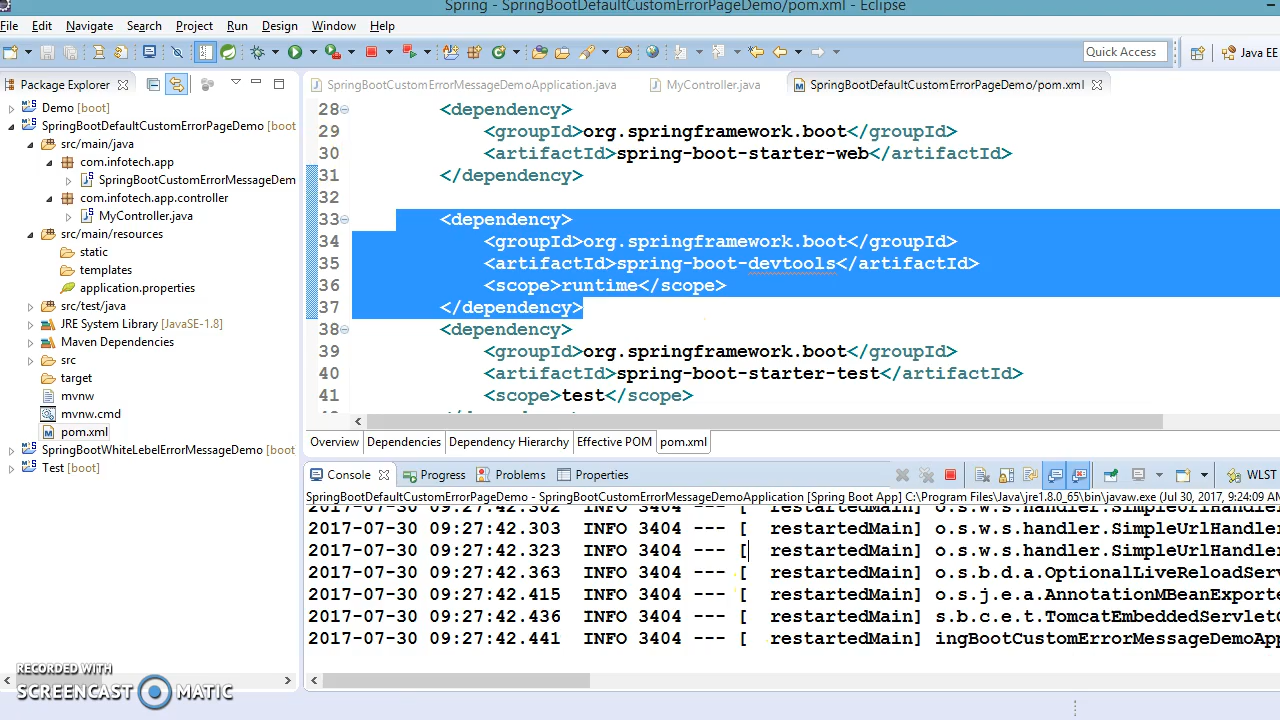 Spring - SpringBootDefaultCustomErrorPageDemo/pom.xml - Eclipse
File Edit Navigate Search Project Run Design Window Help
Quick Access
Java EE
Package Explorer
SpringBootCustomErrorMessageDemoApplication.java
MyController.java
SpringBootDefaultCustomErrorPageDemo/pom.xml
Demo [boot]
SpringBootDefaultCustomErrorPageDemo [boot
src/main/java
com.infotech.app
SpringBootCustomErrorMessageDem
com.infotech.app.controller
MyController.java
src/main/resources
static
templates
application.properties
src/test/java
JRE System Library [JavaSE-1.8]
Maven Dependencies
src
target
mvnw
mvnw.cmd
pom.xml
SpringBootWhiteLebelErrorMessageDemo [boot
Test [boot]
28 <dependency>
29 <groupId>org.springframework.boot</groupId>
30 <artifactId>spring-boot-starter-web</artifactId>
31 </dependency>
32
33 <dependency>
34 <groupId>org.springframework.boot</groupId>
35 <artifactId>spring-boot-devtools</artifactId>
36 <scope>runtime</scope>
37 </dependency>
38 <dependency>
39 <groupId>org.springframework.boot</groupId>
40 <artifactId>spring-boot-starter-test</artifactId>
41 <scope>test</scope>
Overview Dependencies Dependency Hierarchy Effective POM pom.xml
Console Progress Problems Properties
WLST
SpringBootDefaultCustomErrorPageDemo - SpringBootCustomErrorMessageDemoApplication [Spring Boot App] C:\Program Files\Java\jre1.8.0_65\bin\javaw.exe (Jul 30, 2017, 9:24:09 AM
2017-07-30 09:27:42.302 INFO 3404 --- [ restartedMain] o.s.w.s.handler.SimpleUrlHandler
2017-07-30 09:27:42.303 INFO 3404 --- [ restartedMain] o.s.w.s.handler.SimpleUrlHandler
2017-07-30 09:27:42.323 INFO 3404 --- [ restartedMain] o.s.w.s.handler.SimpleUrlHandler
2017-07-30 09:27:42.363 INFO 3404 --- [ restartedMain] o.s.b.d.a.OptionalLiveReloadServ
2017-07-30 09:27:42.415 INFO 3404 --- [ restartedMain] o.s.j.e.a.AnnotationMBeanExporte
2017-07-30 09:27:42.436 INFO 3404 --- [ restartedMain] s.b.c.e.t.TomcatEmbeddedServletC
2017-07-30 09:27:42.441 INFO 3404 --- [ restartedMain] ingBootCustomErrorMessageDemoApp
RECORDED WITH
SCREENCAST MATIC